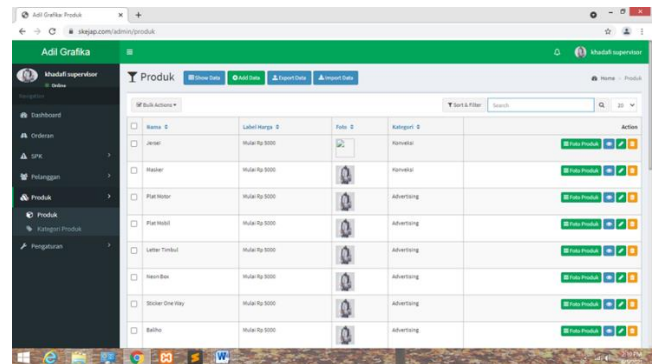 Adil Grafika: Produk
skejap.com/admin/produk
Adil Grafika
khadafi supervisor
khadafi supervisor
Online
Produk
Show Data
Add Data
Export Data
Import Data
Home
Produk
Navigation
Dashboard
Orderan
SPK
Pelanggan
Produk
Produk
Kategori Produk
Pengaturan
Bulk Actions
Sort & Filter
Search
20
Nama
Label Harga
Foto
Kategori
Action
Jersei
Mulai Rp 5000
Konveksi
Foto Produk
Masker
Mulai Rp 5000
Konveksi
Foto Produk
Plat Motor
Mulai Rp 5000
Advertising
Foto Produk
Plat Mobil
Mulai Rp 5000
Advertising
Foto Produk
Letter Timbul
Mulai Rp 5000
Advertising
Foto Produk
Neon Box
Mulai Rp 5000
Advertising
Foto Produk
Sticker One Way
Mulai Rp 5000
Advertising
Foto Produk
Baliho
Mulai Rp 5000
Advertising
Foto Produk